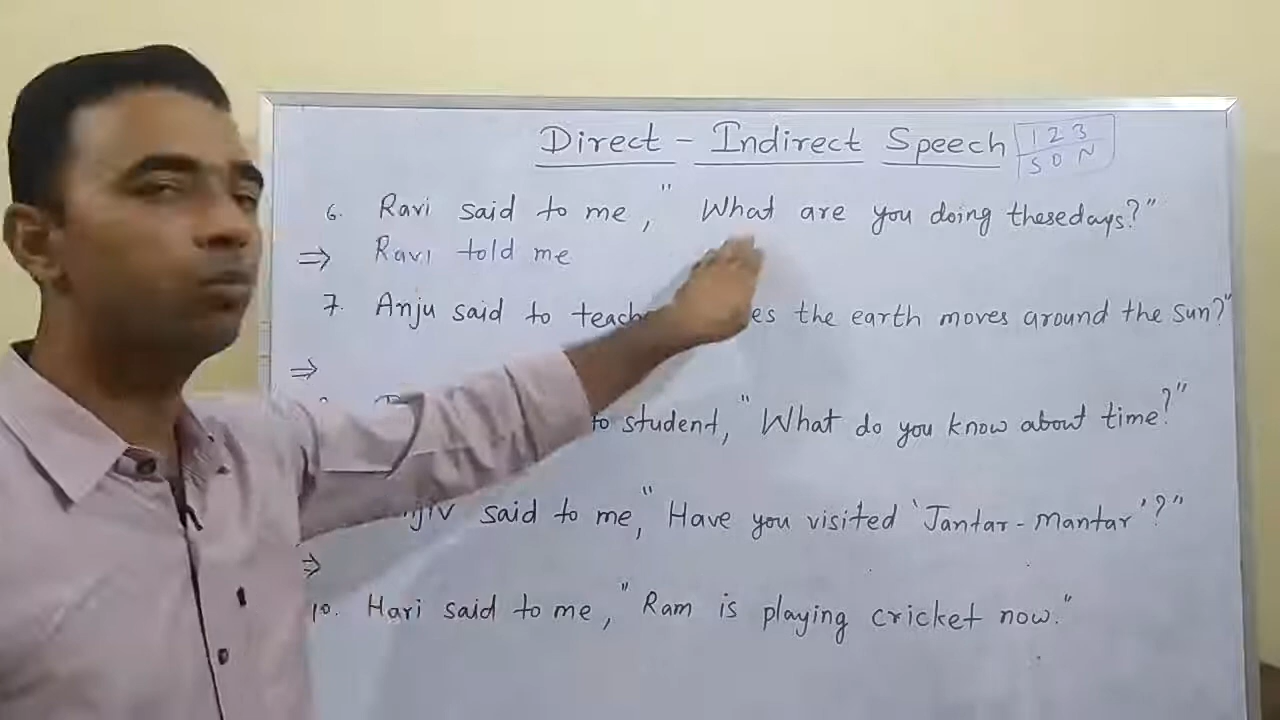 Direct - Indirect Speech
1 2 3
S O N
6. Ravi said to me, "What are you doing thesedays?"
⇒ Ravi told me
7. Anju said to the earth moves around the sun?"
⇒
to student, "What do you know about time?"
said to me, "Have you visited 'Jantar-Mantar'?"
⇒
10. Hari said to me, "Ram is playing cricket now."